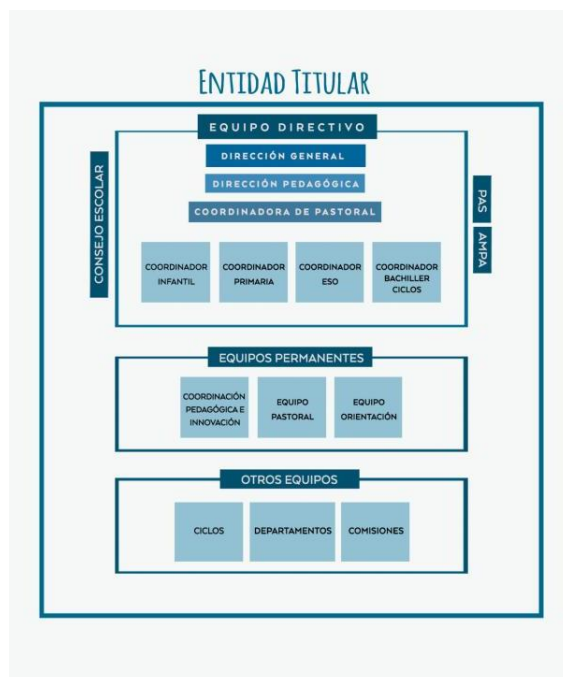 ENTIDAD TITULAR
EQUIPO DIRECTIVO
DIRECCIÓN GENERAL
DIRECCIÓN PEDAGÓGICA
COORDINADORA DE PASTORAL
CONSEJO ESCOLAR
PAS
AMPA
COORDINADOR
INFANTIL
COORDINADOR
PRIMARIA
COORDINADOR
ESO
COORDINADOR
BACHILLER
CICLOS
EQUIPOS PERMANENTES
COORDINACIÓN
PEDAGÓGICA E
INNOVACIÓN
EQUIPO
PASTORAL
EQUIPO
ORIENTACIÓN
OTROS EQUIPOS
CICLOS
DEPARTAMENTOS
COMISIONES